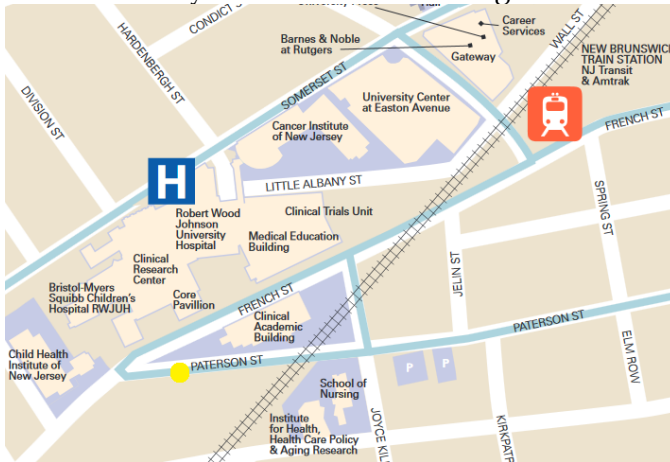 CONDICT S
HARDENBERGH ST
DIVISION ST
Barnes & Noble
at Rutgers
Career
Services
Gateway
WALL ST
NEW BRUNSWICK
TRAIN STATION
NJ Transit
& Amtrak
SOMERSET ST
University Center
at Easton Avenue
Cancer Institute
of New Jersey
FRENCH ST
LITTLE ALBANY ST
SPRING ST
H
Robert Wood
Johnson
University
Hospital
Clinical Trials Unit
Medical Education
Building
Clinical
Research
Center
JELIN ST
Bristol-Myers
Squibb Children's
Hospital RWJUH
Core
Pavillion
FRENCH ST
Clinical
Academic
Building
PATERSON ST
ELM ROW
Child Health
Institute of
New Jersey
PATERSON ST
P
P
School of
Nursing
Institute
for Health,
Health Care Policy
& Aging Research
JOYCE KIL
KIRKPAT